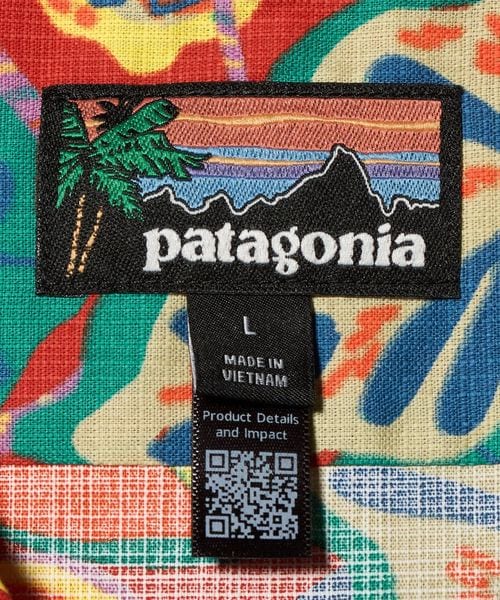 patagonia
L
MADE IN
VIETNAM
Product Details
and Impact